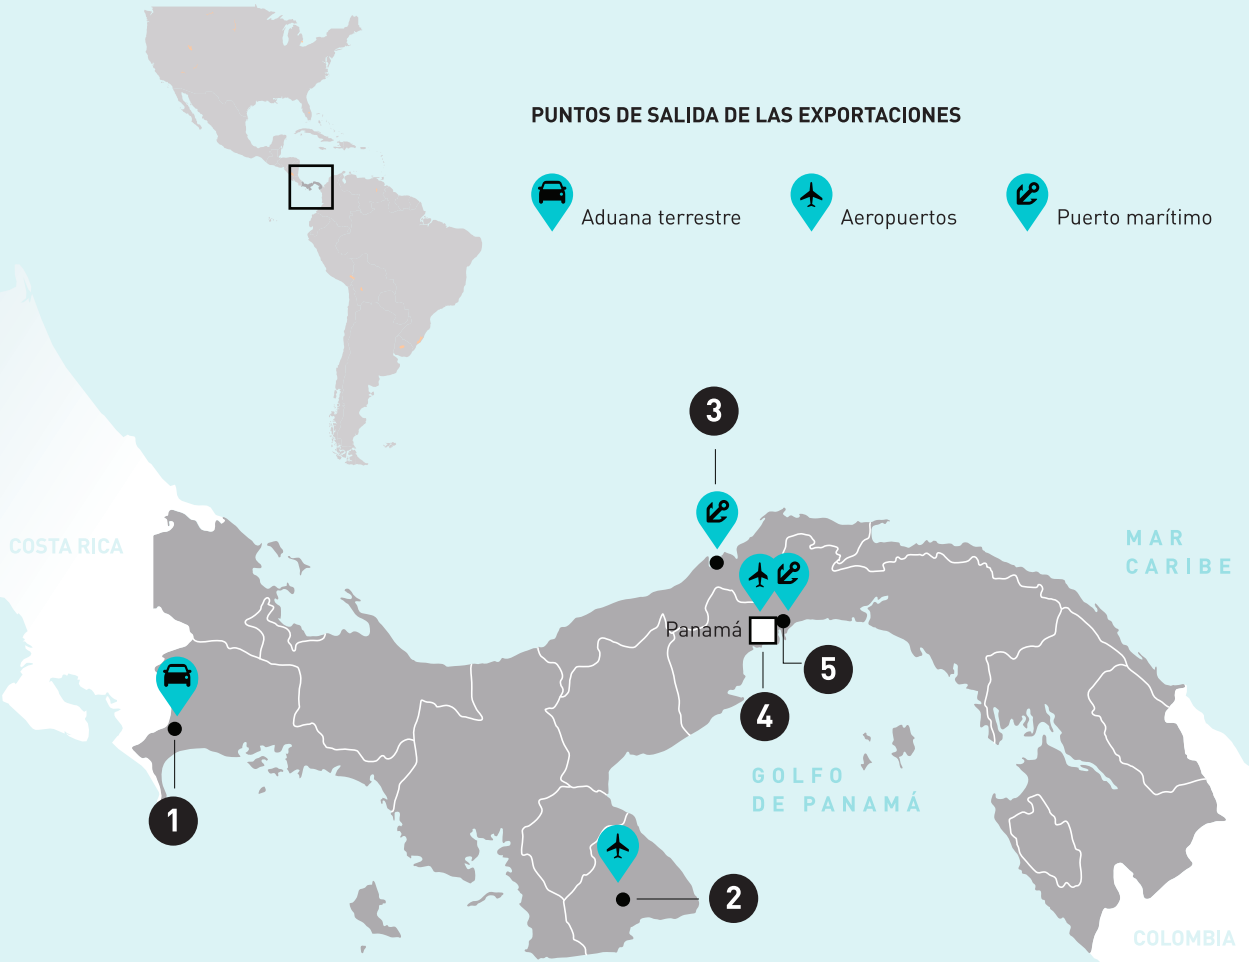 PUNTOS DE SALIDA DE LAS EXPORTACIONES
Aduana terrestre
Aeropuertos
Puerto marítimo
3
COSTA RICA
MAR
CARIBE
Panamá
5
4
GOLFO
DE PANAMÁ
1
2
COLOMBIA